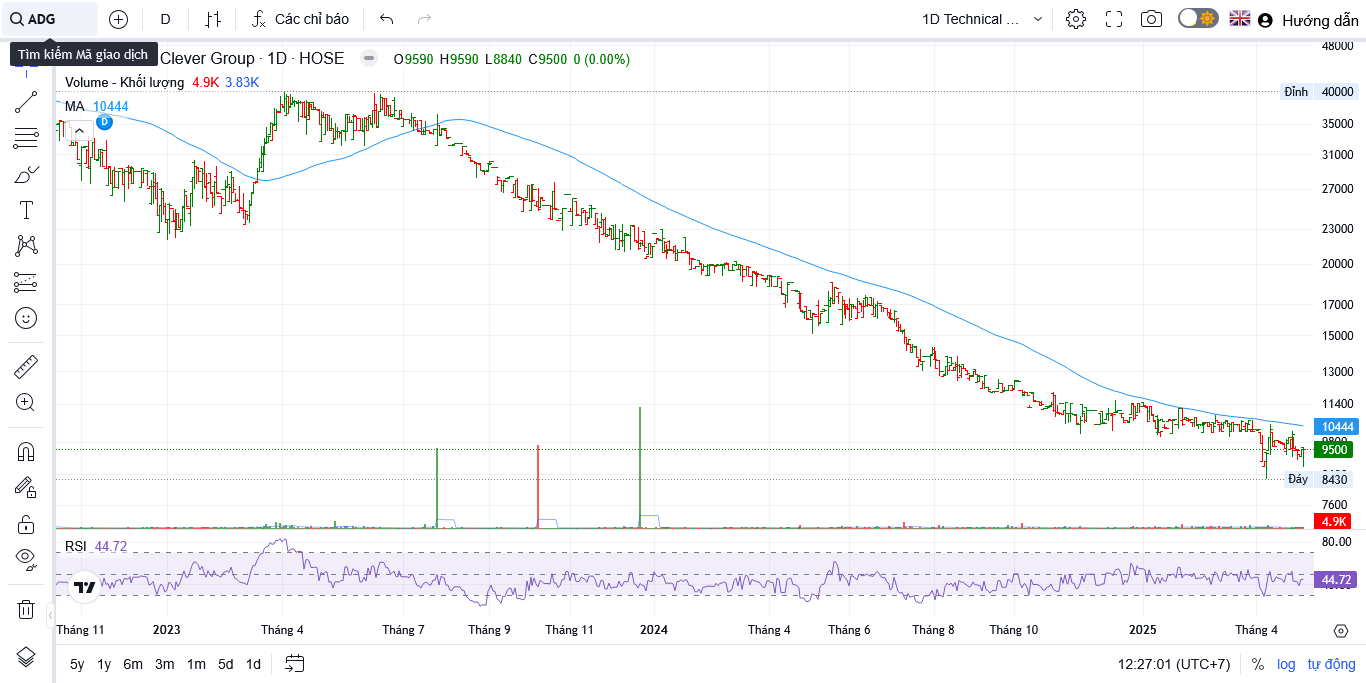 ADG D Các chỉ báo 1D Technical ... Hướng dẫn
Tìm kiếm Mã giao dịch
Clever Group · 1D · HOSE O9590 H9590 L8840 C9500 0 (0.00%)
Volume - Khối lượng 4.9K 3.83K
MA 10444
D
48000
Đỉnh 40000
35000
31000
27000
23000
20000
17000
15000
13000
11400
10444
9500
Đáy 8430
7600
4.9K
RSI 44.72
80.00
44.72
Tháng 11 2023 Tháng 4 Tháng 7 Tháng 9 Tháng 11 2024 Tháng 4 Tháng 6 Tháng 8 Tháng 10 2025 Tháng 4
5y 1y 6m 3m 1m 5d 1d 12:27:01 (UTC+7) % log tự động